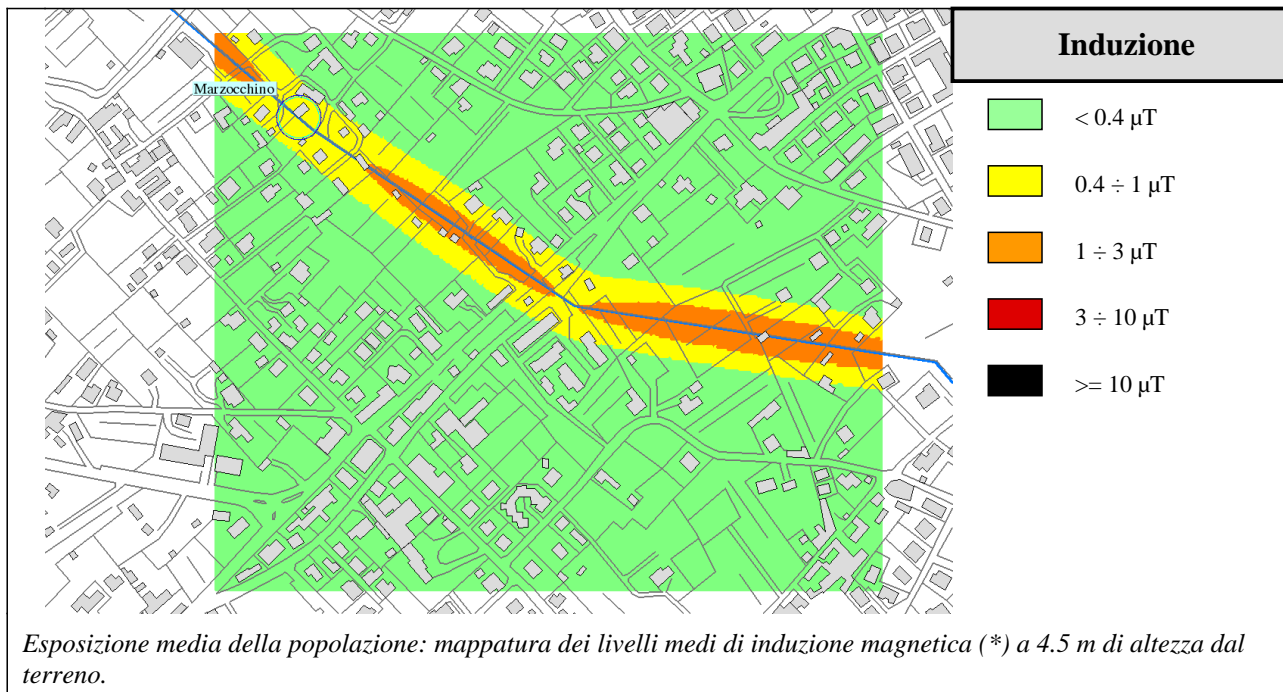 Marzocchino
Induzione
< 0.4 µT
0.4 ÷ 1 µT
1 ÷ 3 µT
3 ÷ 10 µT
>= 10 µT
Esposizione media della popolazione: mappatura dei livelli medi di induzione magnetica (*) a 4.5 m di altezza dal
terreno.